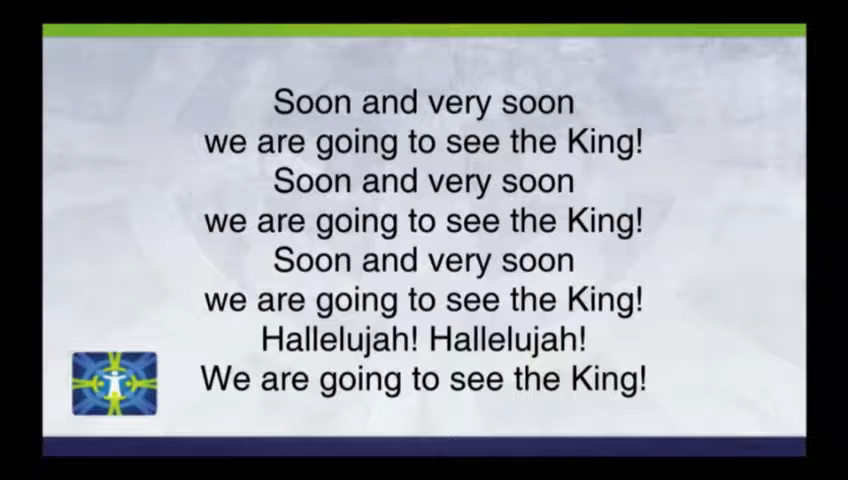 Soon and very soon
we are going to see the King!
Soon and very soon
we are going to see the King!
Soon and very soon
we are going to see the King!
Hallelujah! Hallelujah!
We are going to see the King!